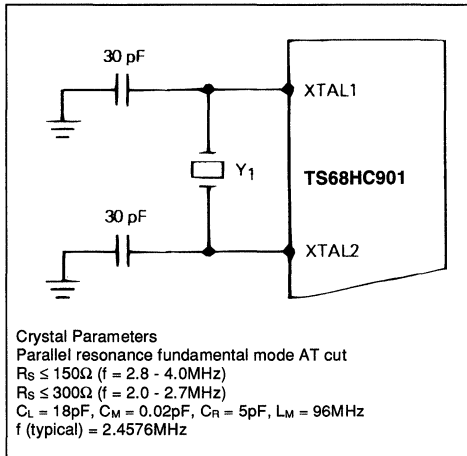 30 pF
XTAL1
Y1
TS68HC901
30 pF
XTAL2
Crystal Parameters
Parallel resonance fundamental mode AT cut
RS ≤ 150Ω (f = 2.8 - 4.0MHz)
RS ≤ 300Ω (f = 2.0 - 2.7MHz)
CL = 18pF, CM = 0.02pF, CR = 5pF, LM = 96MHz
f (typical) = 2.4576MHz